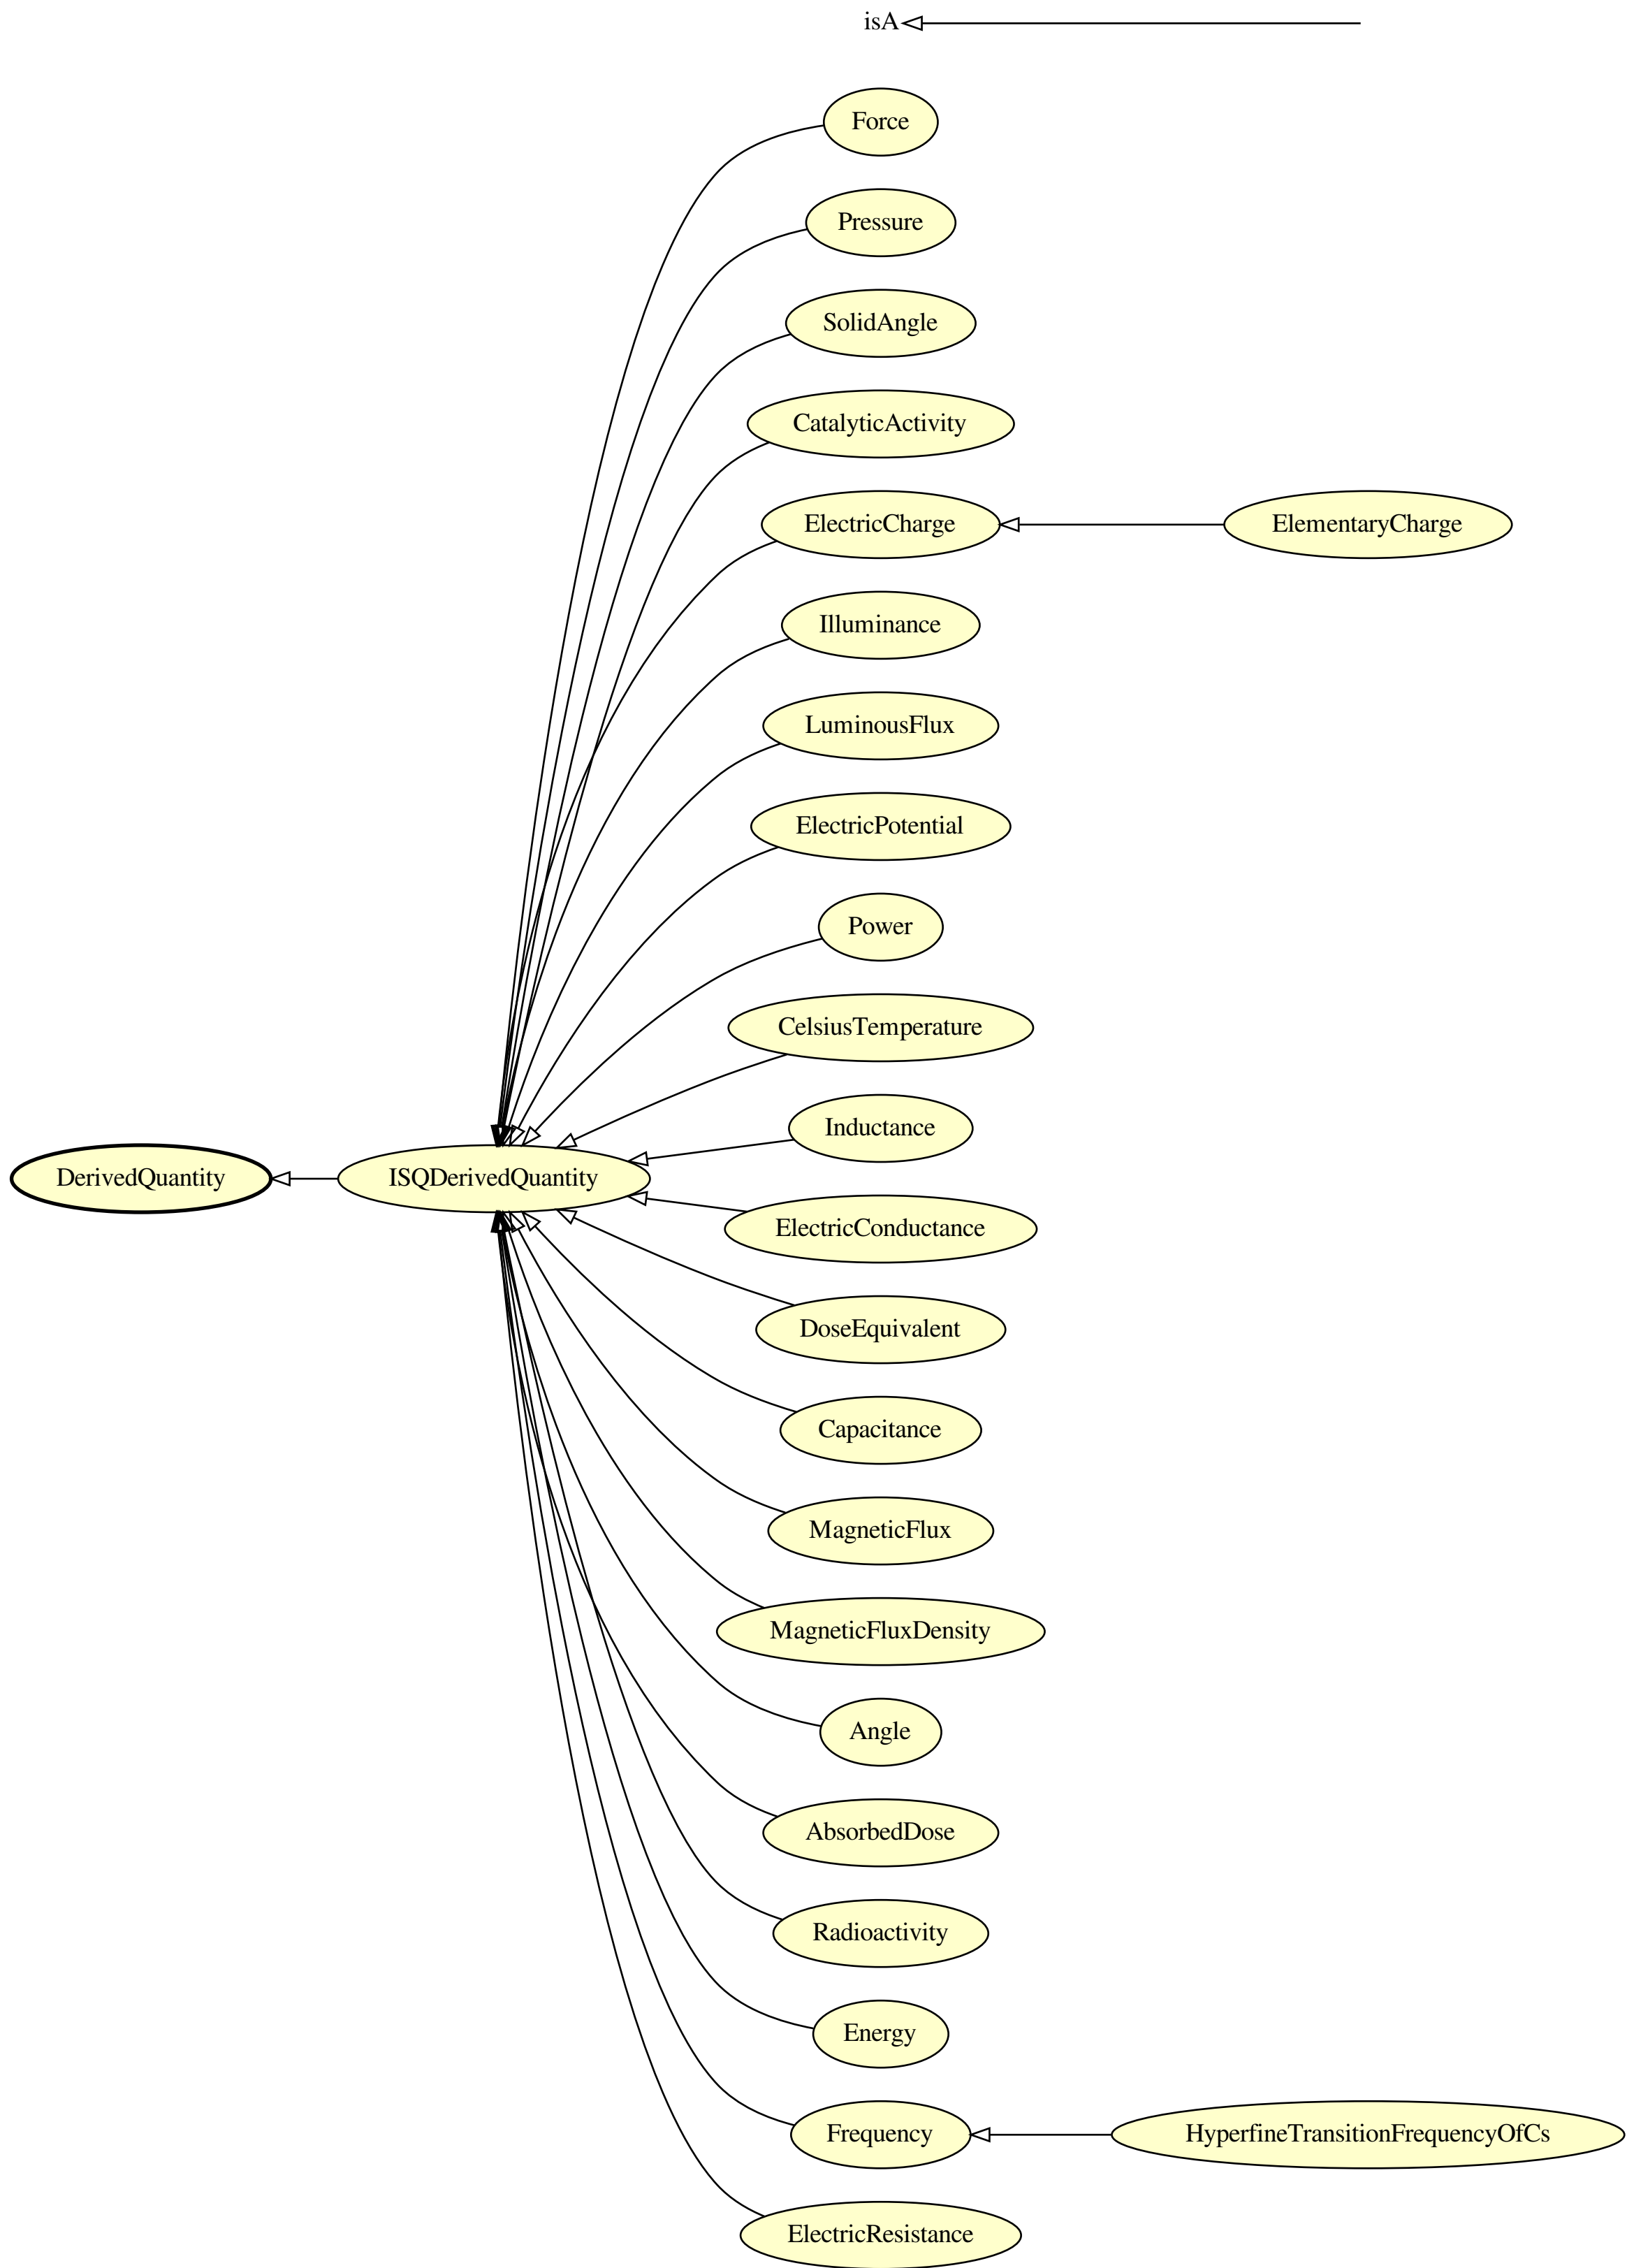 isA
Force
Pressure
SolidAngle
CatalyticActivity
ElectricCharge
ElementaryCharge
Illuminance
LuminousFlux
ElectricPotential
Power
CelsiusTemperature
Inductance
DerivedQuantity
ISQDerivedQuantity
ElectricConductance
DoseEquivalent
Capacitance
MagneticFlux
MagneticFluxDensity
Angle
AbsorbedDose
Radioactivity
Energy
Frequency
HyperfineTransitionFrequencyOfCs
ElectricResistance